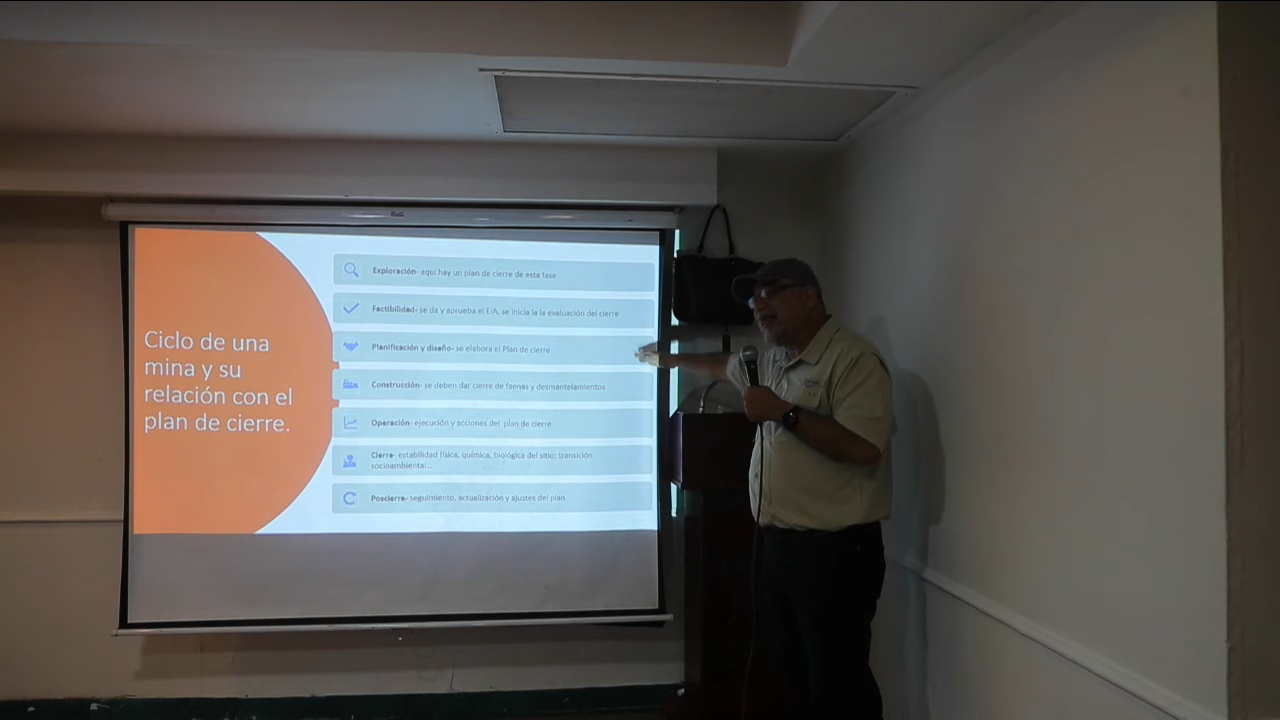 Ciclo de una
mina y su
relación con el
plan de cierre.
Exploración- aquí hay un plan de cierre de esta fase
Factibilidad- se da y aprueba el EIA, se inicia la la evaluación del cierre
Planificación y diseño- se elabora el Plan de cierre
Construcción- se deben dar cierre de faenas y desmantelamientos
Operación- ejecución y acciones del plan de cierre
Cierre- estabilidad física, química, biológica del sitio; transición
socioambiental...
Poscierre- seguimiento, actualización y ajustes del plan